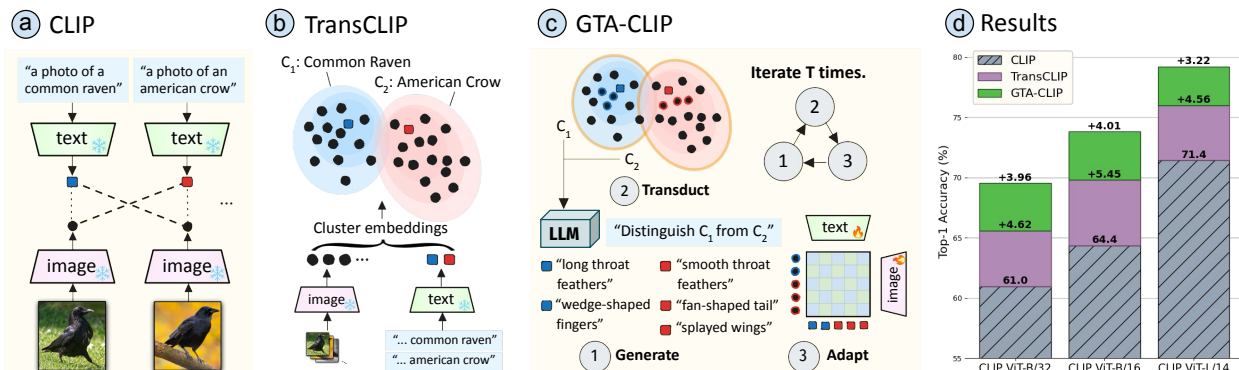 a CLIP
"a photo of a
common raven"
"a photo of an
american crow"
text
text
...
image
image
b TransCLIP
C1: Common Raven
C2: American Crow
Cluster embeddings
...
image
text
"... common raven"
"... american crow"
c GTA-CLIP
Iterate T times.
2
1
3
C1
C2
2 Transduct
LLM
"Distinguish C1 from C2"
"long throat
feathers"
"wedge-shaped
fingers"
"smooth throat
feathers"
"fan-shaped tail"
"splayed wings"
text
image
1 Generate
3 Adapt
d Results
CLIP
TransCLIP
GTA-CLIP
Top-1 Accuracy (%)
80
75
70
65
60
55
+3.96
+4.62
61.0
+4.01
+5.45
64.4
+3.22
+4.56
71.4
CLIP ViT-B/32
CLIP ViT-B/16
CLIP ViT-L/14